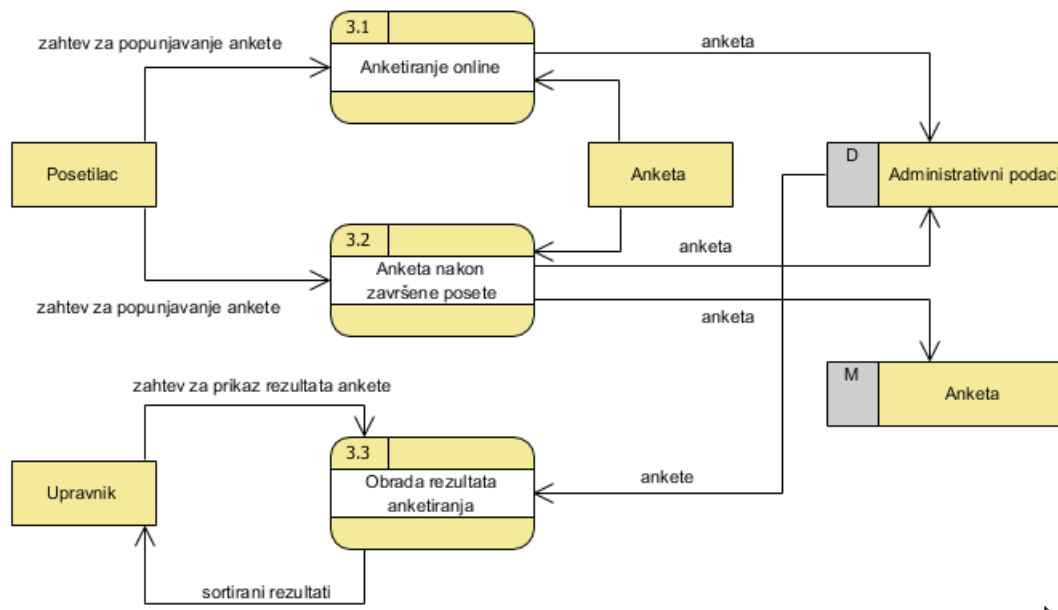 3.1
zahtev za popunjavanje ankete
anketa
Anketiranje online
D
Posetilac
Anketa
Administrativni podaci
3.2
anketa
Anketa nakon
završene posete
zahtev za popunjavanje ankete
anketa
M
zahtev za prikaz rezultata ankete
Anketa
3.3
ankete
Obrada rezultata
Upravnik
anketiranja
sortirani rezultati